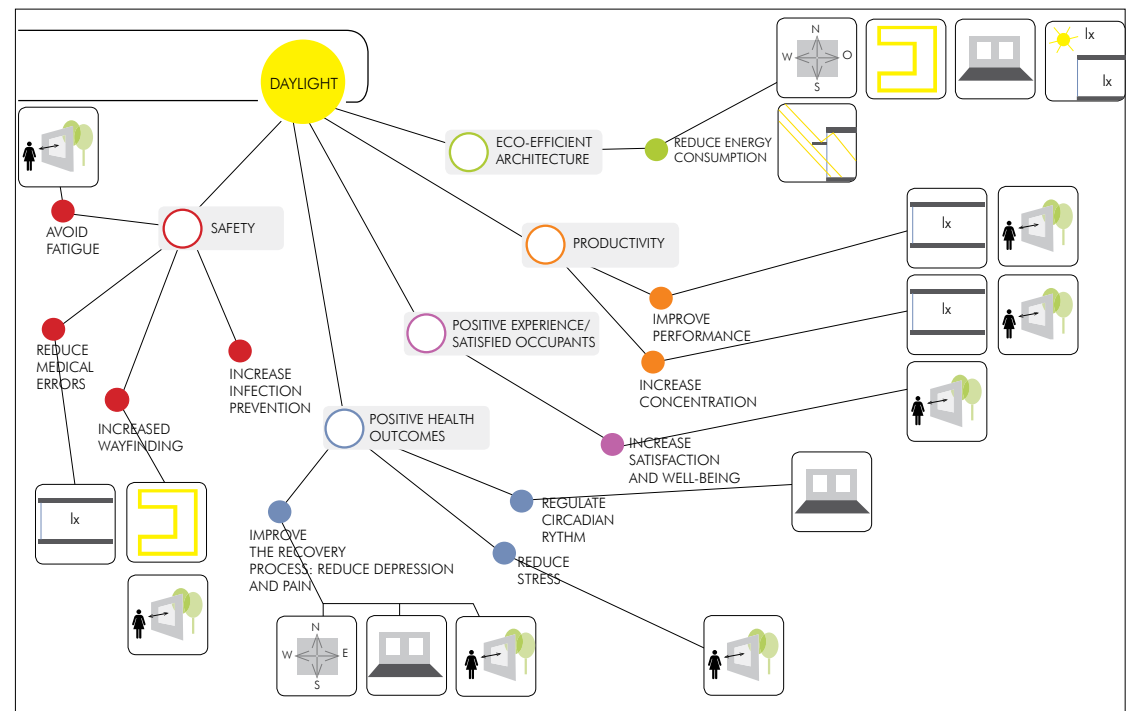 DAYLIGHT
N
W
O
S
lx
lx
ECO-EFFICIENT
ARCHITECTURE
REDUCE ENERGY
CONSUMPTION
SAFETY
AVOID
FATIGUE
PRODUCTIVITY
lx
IMPROVE
PERFORMANCE
lx
POSITIVE EXPERIENCE/
SATISFIED OCCUPANTS
INCREASE
CONCENTRATION
REDUCE
MEDICAL
ERRORS
INCREASE
INFECTION
PREVENTION
INCREASED
WAYFINDING
POSITIVE HEALTH
OUTCOMES
INCREASE
SATISFACTION
AND WELL-BEING
lx
REGULATE
CIRCADIAN
RYTHM
IMPROVE
THE RECOVERY
PROCESS: REDUCE DEPRESSION
AND PAIN
REDUCE
STRESS
N
W
E
S